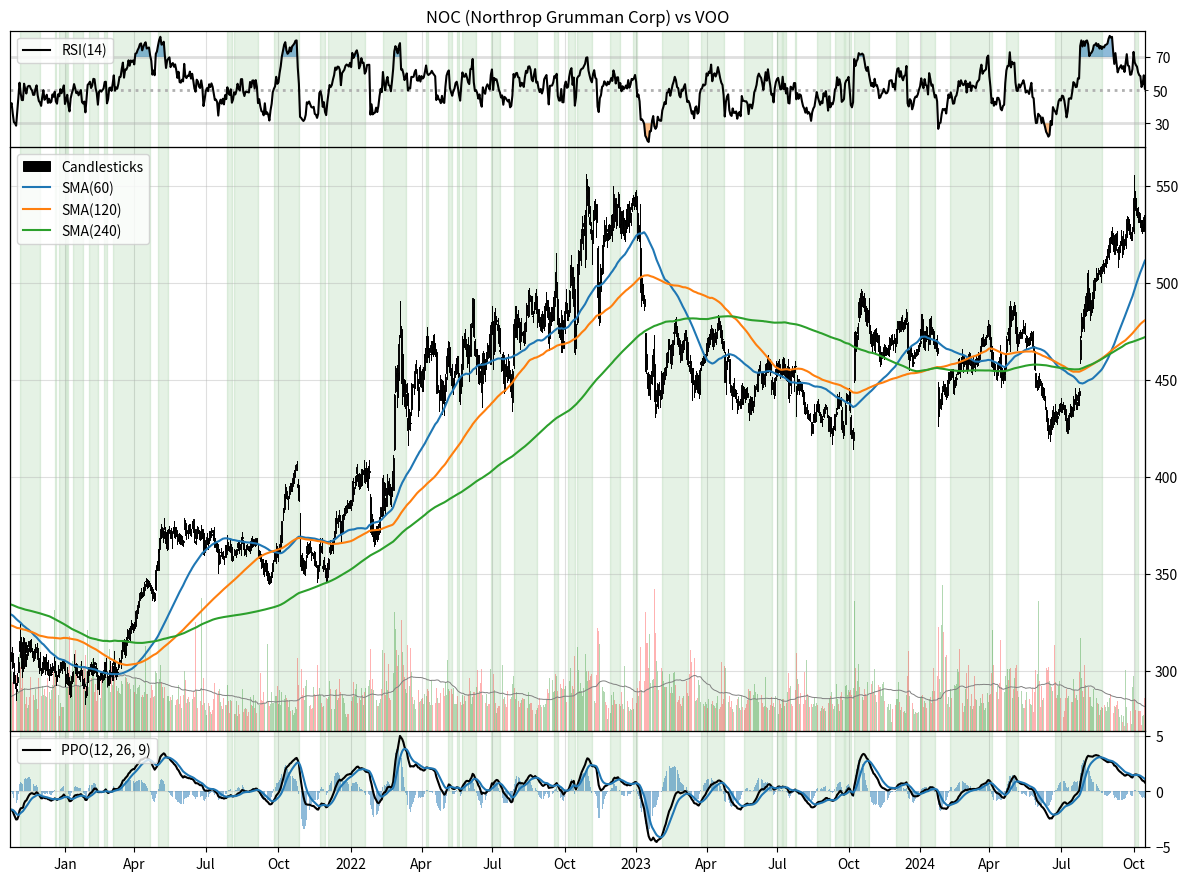 NOC (Northrop Grumman Corp) vs VOO
RSI(14)
70
50
30
Candlesticks
SMA(60)
SMA(120)
SMA(240)
550
500
450
400
350
300
PPO(12, 26, 9)
5
0
−5
Jan Apr Jul Oct 2022 Apr Jul Oct 2023 Apr Jul Oct 2024 Apr Jul Oct